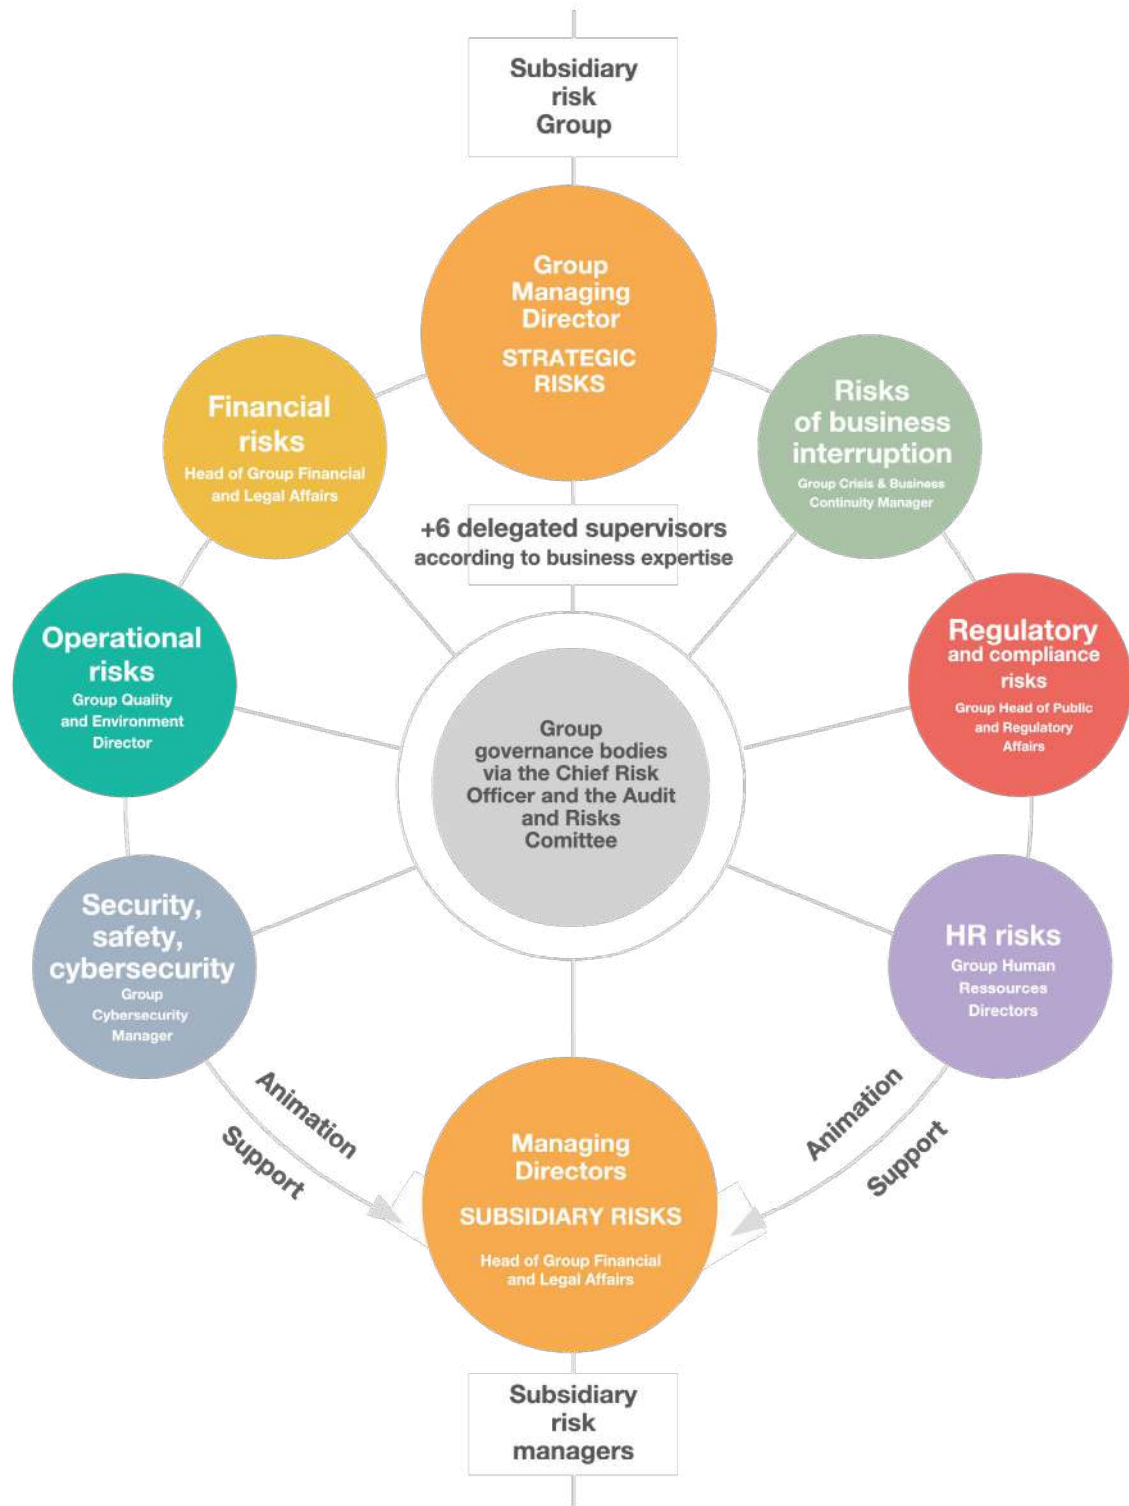 Subsidiary
risk
Group
Group
Managing
Director
STRATEGIC
RISKS
Financial
risks
Head of Group Financial
and Legal Affairs
Risks
of business
interruption
Group Crisis & Business
Continuity Manager
+6 delegated supervisors
according to business expertise
Operational
risks
Group Quality
and Environment
Director
Regulatory
and compliance
risks
Group Head of Public
and Regulatory
Affairs
Group
governance bodies
via the Chief Risk
Officer and the Audit
and Risks
Comittee
Security,
safety,
cybersecurity
Group
Cybersecurity
Manager
HR risks
Group Human
Ressources
Directors
Animation
Support
Animation
Support
Managing
Directors
SUBSIDIARY RISKS
Head of Group Financial
and Legal Affairs
Subsidiary
risk
managers